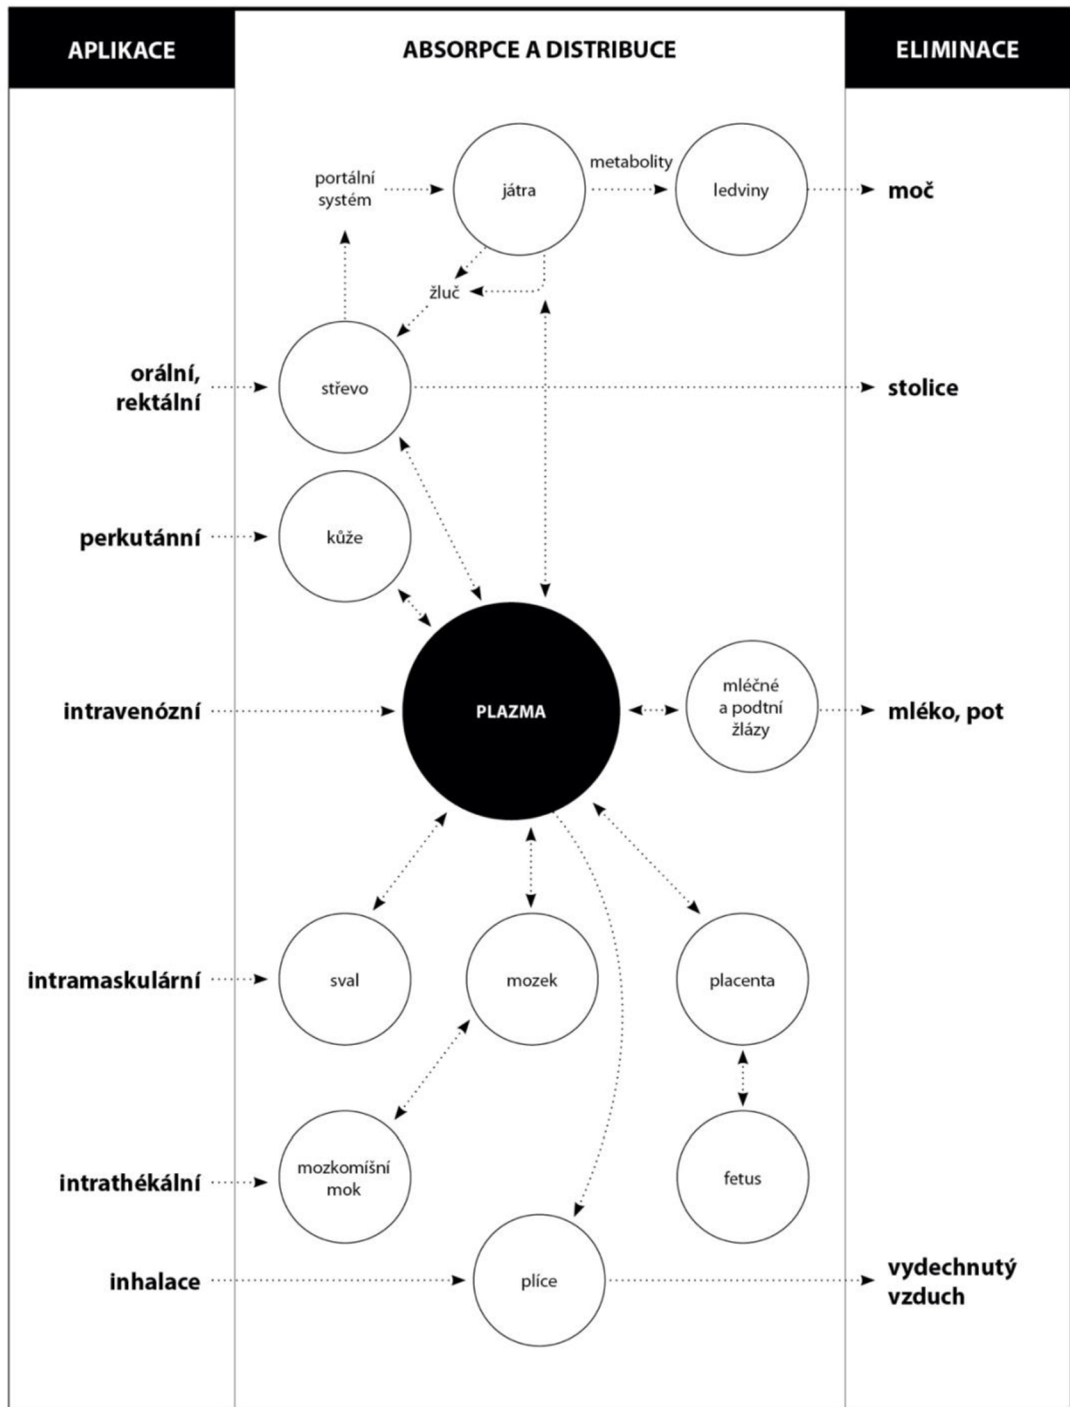 APLIKACE
ABSORPCE A DISTRIBUCE
ELIMINACE
portální
systém
játra
metabolity
ledviny
moč
žluč
orální,
rektální
střevo
stolice
perkutánní
kůže
intravenózní
PLAZMA
mléčné
a podtní
žlázy
mléko, pot
intramaskulární
sval
mozek
placenta
intrathékální
mozkomíšní
mok
fetus
inhalace
plíce
vydechnutý
vzduch